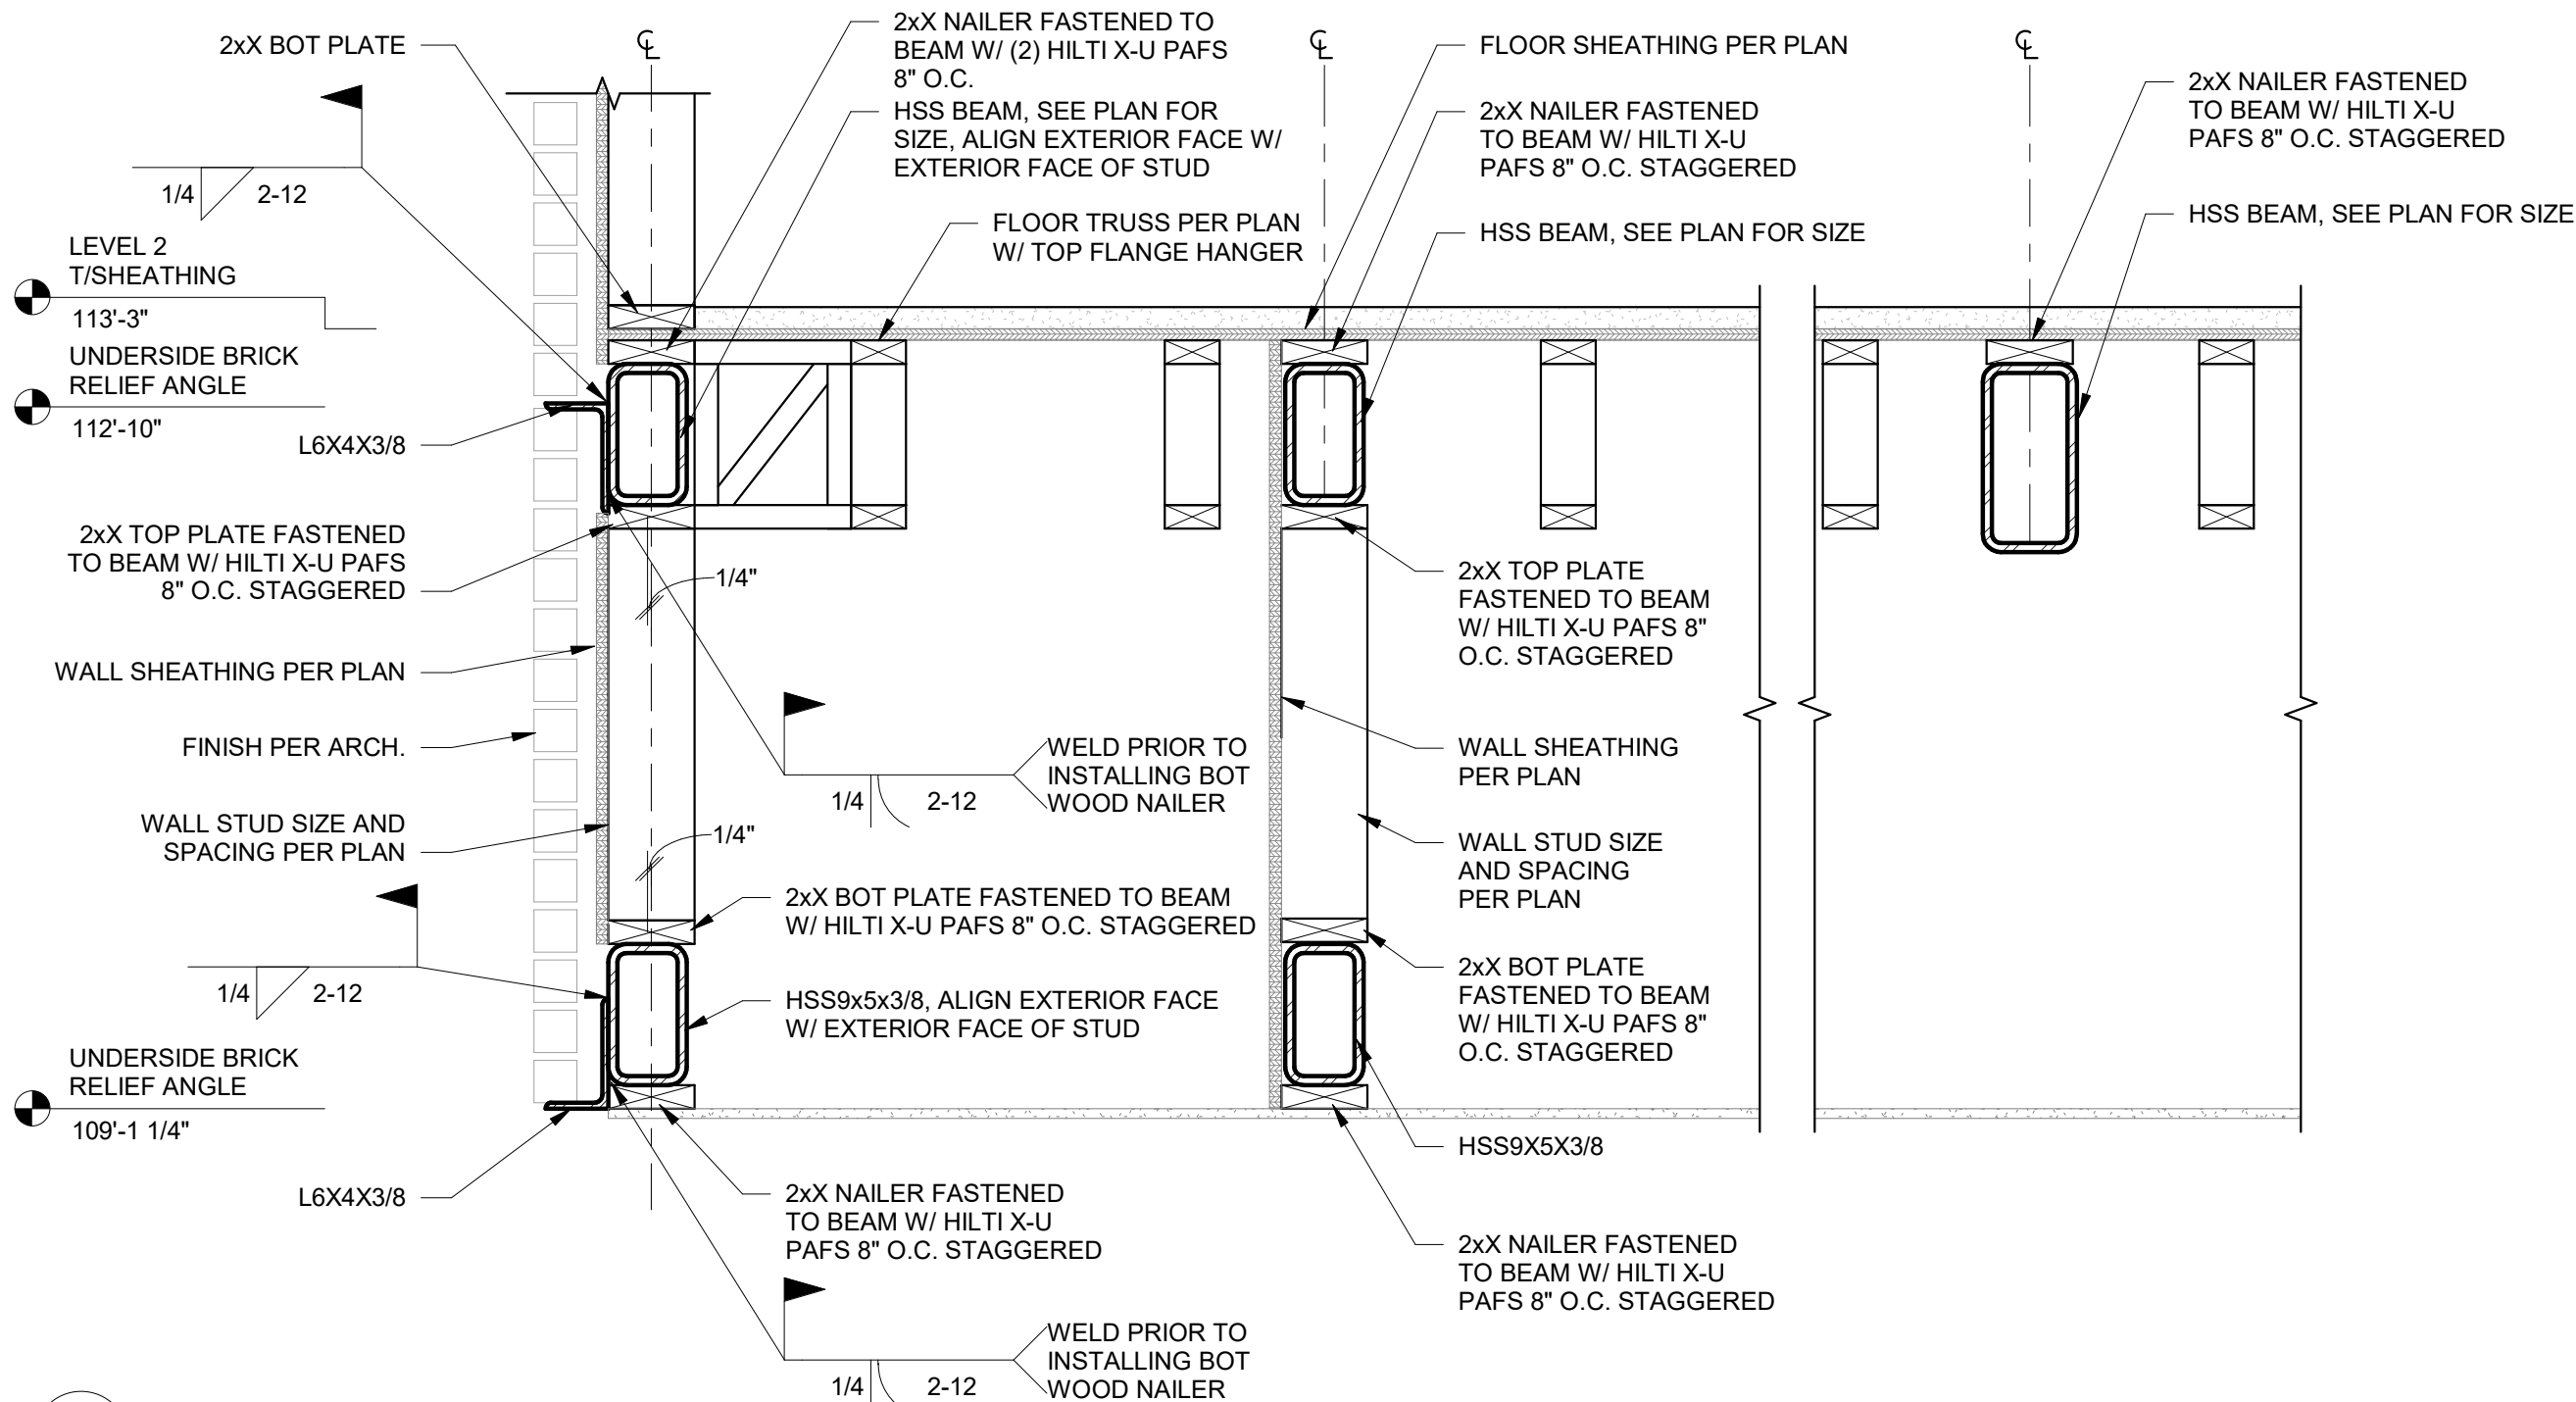 2xX BOT PLATE
1/4
2-12
LEVEL 2
T/SHEATHING
113'-3"
UNDERSIDE BRICK
RELIEF ANGLE
112'-10"
L6X4X3/8
2xX TOP PLATE FASTENED
TO BEAM W/ HILTI X-U PAFS
8" O.C. STAGGERED
WALL SHEATHING PER PLAN
FINISH PER ARCH.
WALL STUD SIZE AND
SPACING PER PLAN
1/4
2-12
UNDERSIDE BRICK
RELIEF ANGLE
109'-1 1/4"
L6X4X3/8
℄
2xX NAILER FASTENED TO
BEAM W/ (2) HILTI X-U PAFS
8" O.C.
HSS BEAM, SEE PLAN FOR
SIZE, ALIGN EXTERIOR FACE W/
EXTERIOR FACE OF STUD
FLOOR TRUSS PER PLAN
W/ TOP FLANGE HANGER
1/4"
WELD PRIOR TO
INSTALLING BOT
WOOD NAILER
1/4
2-12
1/4"
2xX BOT PLATE FASTENED TO BEAM
W/ HILTI X-U PAFS 8" O.C. STAGGERED
HSS9x5x3/8, ALIGN EXTERIOR FACE
W/ EXTERIOR FACE OF STUD
2xX NAILER FASTENED
TO BEAM W/ HILTI X-U
PAFS 8" O.C. STAGGERED
WELD PRIOR TO
INSTALLING BOT
WOOD NAILER
1/4
2-12
℄
FLOOR SHEATHING PER PLAN
2xX NAILER FASTENED
TO BEAM W/ HILTI X-U
PAFS 8" O.C. STAGGERED
HSS BEAM, SEE PLAN FOR SIZE
2xX TOP PLATE
FASTENED TO BEAM
W/ HILTI X-U PAFS 8"
O.C. STAGGERED
WALL SHEATHING
PER PLAN
WALL STUD SIZE
AND SPACING
PER PLAN
2xX BOT PLATE
FASTENED TO BEAM
W/ HILTI X-U PAFS 8"
O.C. STAGGERED
HSS9X5X3/8
2xX NAILER FASTENED
TO BEAM W/ HILTI X-U
PAFS 8" O.C. STAGGERED
℄
2xX NAILER FASTENED
TO BEAM W/ HILTI X-U
PAFS 8" O.C. STAGGERED
HSS BEAM, SEE PLAN FOR SIZE